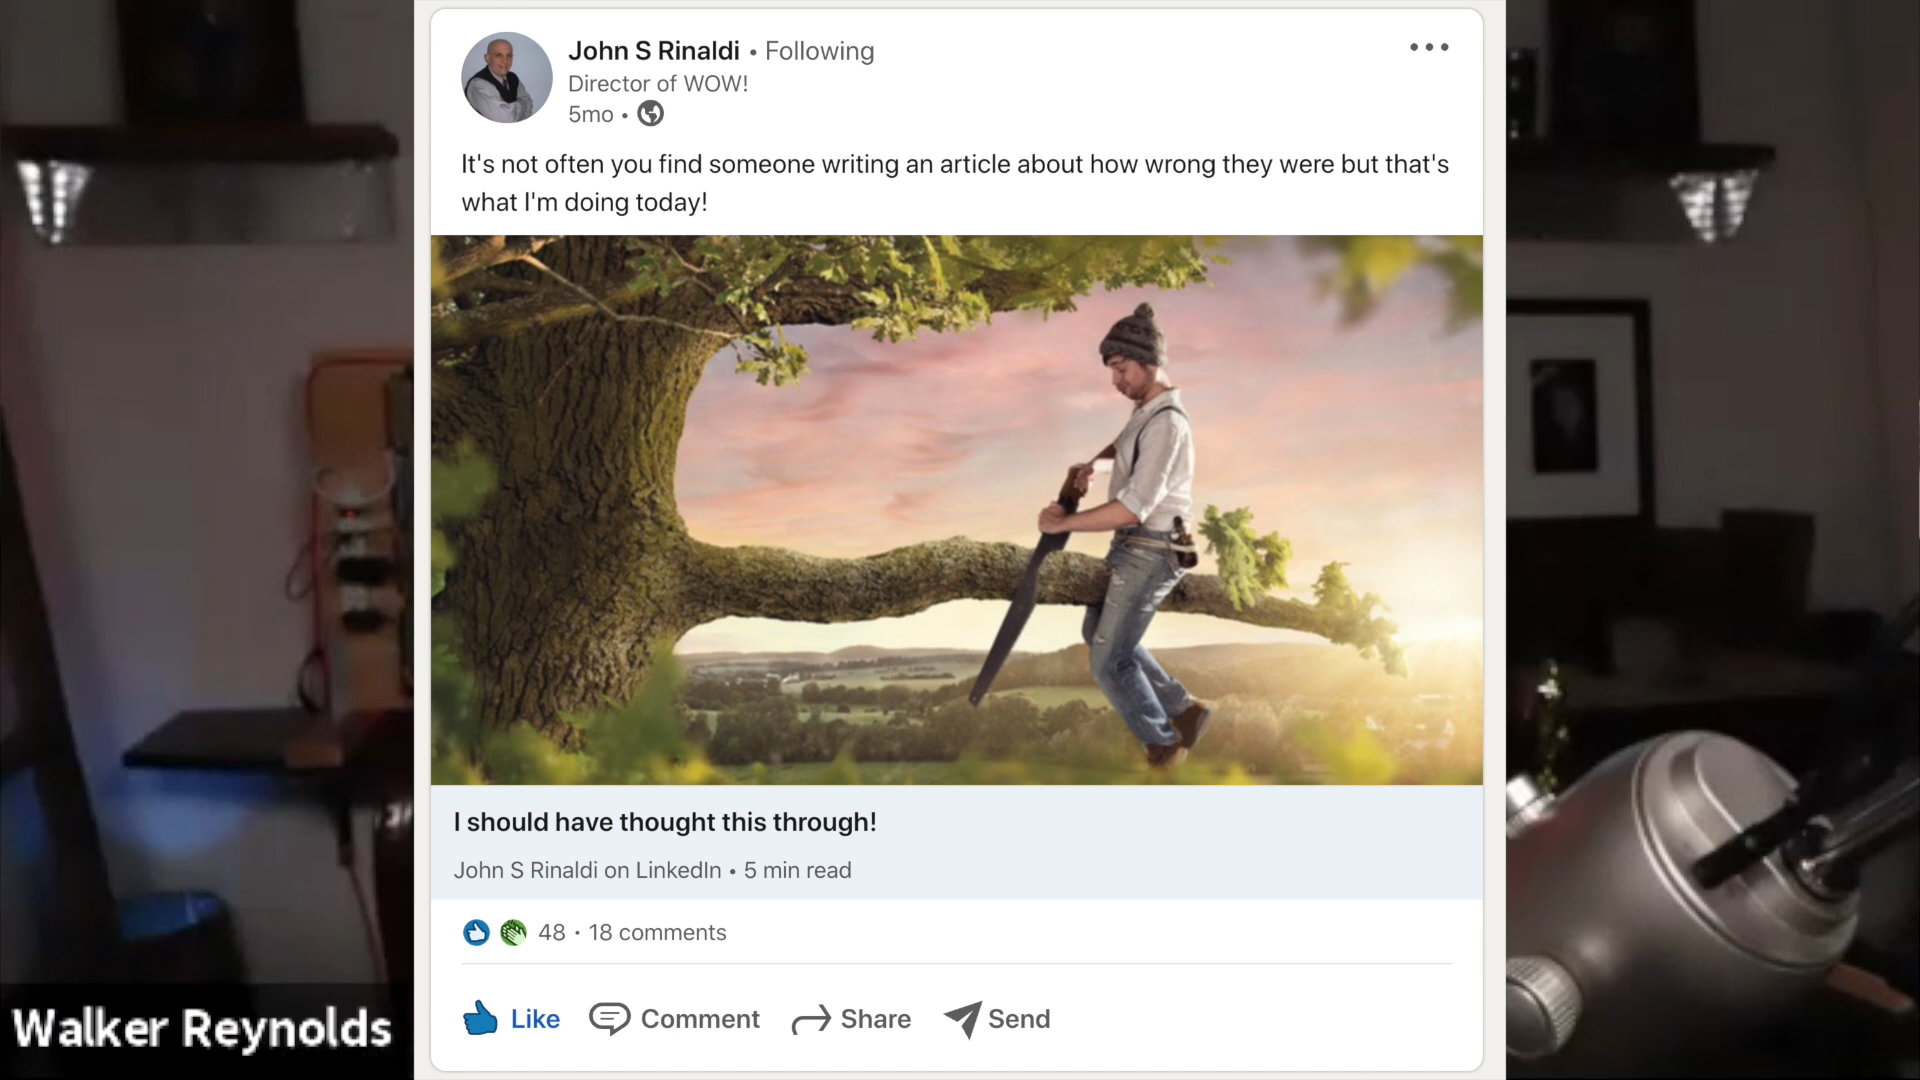 John S Rinaldi • Following
Director of WOW!
5mo •
It's not often you find someone writing an article about how wrong they were but that's
what I'm doing today!
I should have thought this through!
John S Rinaldi on LinkedIn • 5 min read
48 • 18 comments
Like Comment Share Send
Walker Reynolds